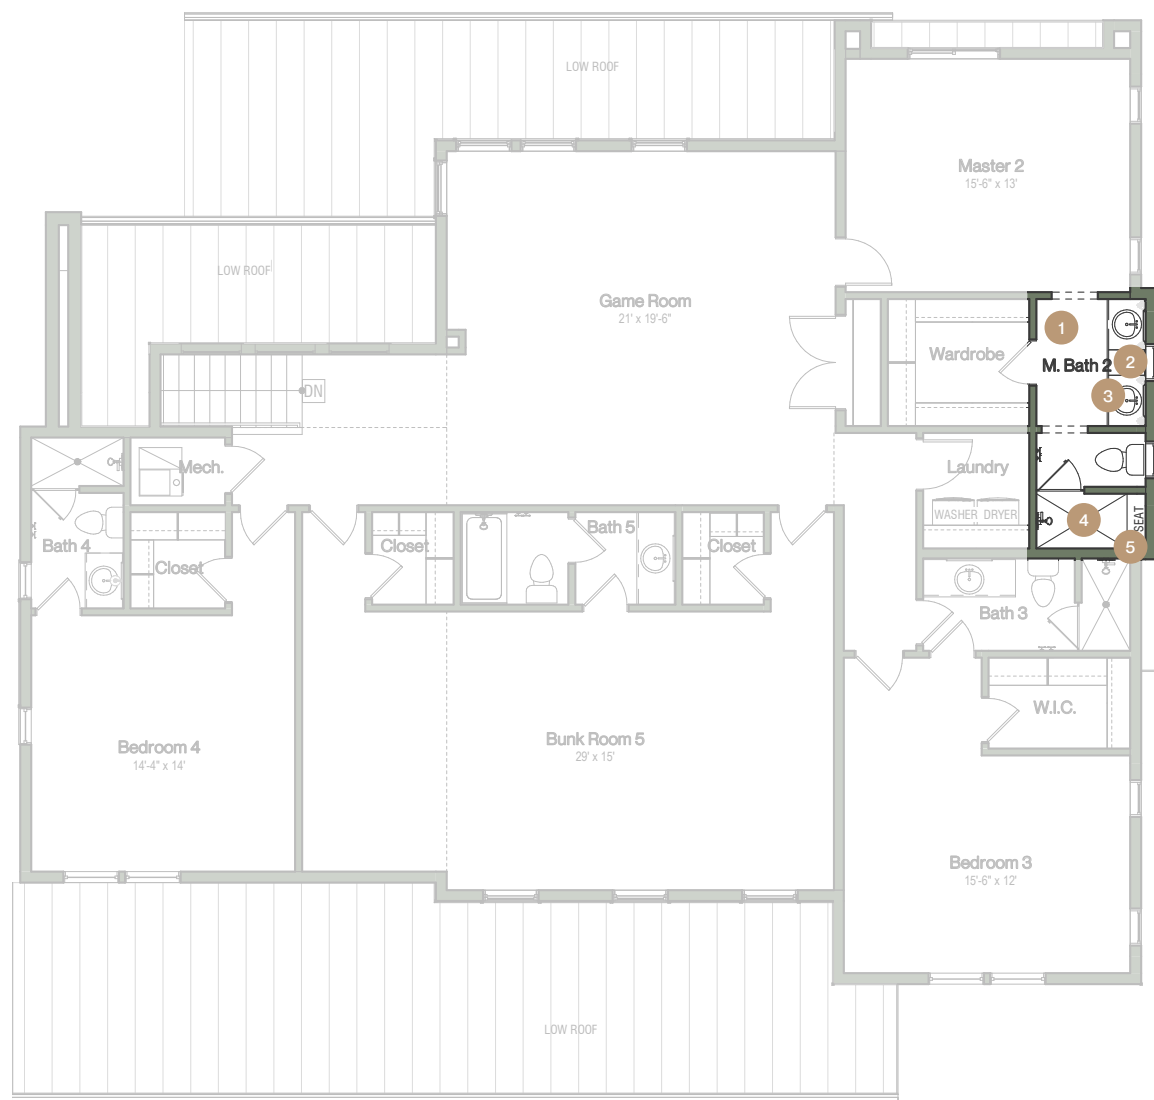 LOW ROOF
Master 2
15'-6" x 13'
LOW ROOF
Game Room
21' x 19'-6"
1
Wardrobe
M. Bath 2
2
3
DN
Mech.
Laundry
WASHER
DRYER
4
SEAT
5
Bath 4
Closet
Closet
Bath 5
Closet
Bath 3
W.I.C.
Bedroom 4
14'-4" x 14'
Bunk Room 5
29' x 15'
Bedroom 3
15'-6" x 12'
LOW ROOF